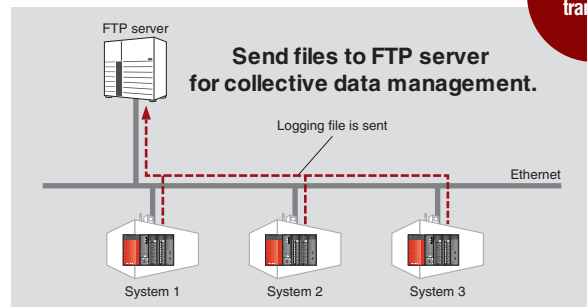 tran
FTP server
Send files to FTP server
for collective data management.
Logging file is sent
Ethernet
System 1
System 2
System 3